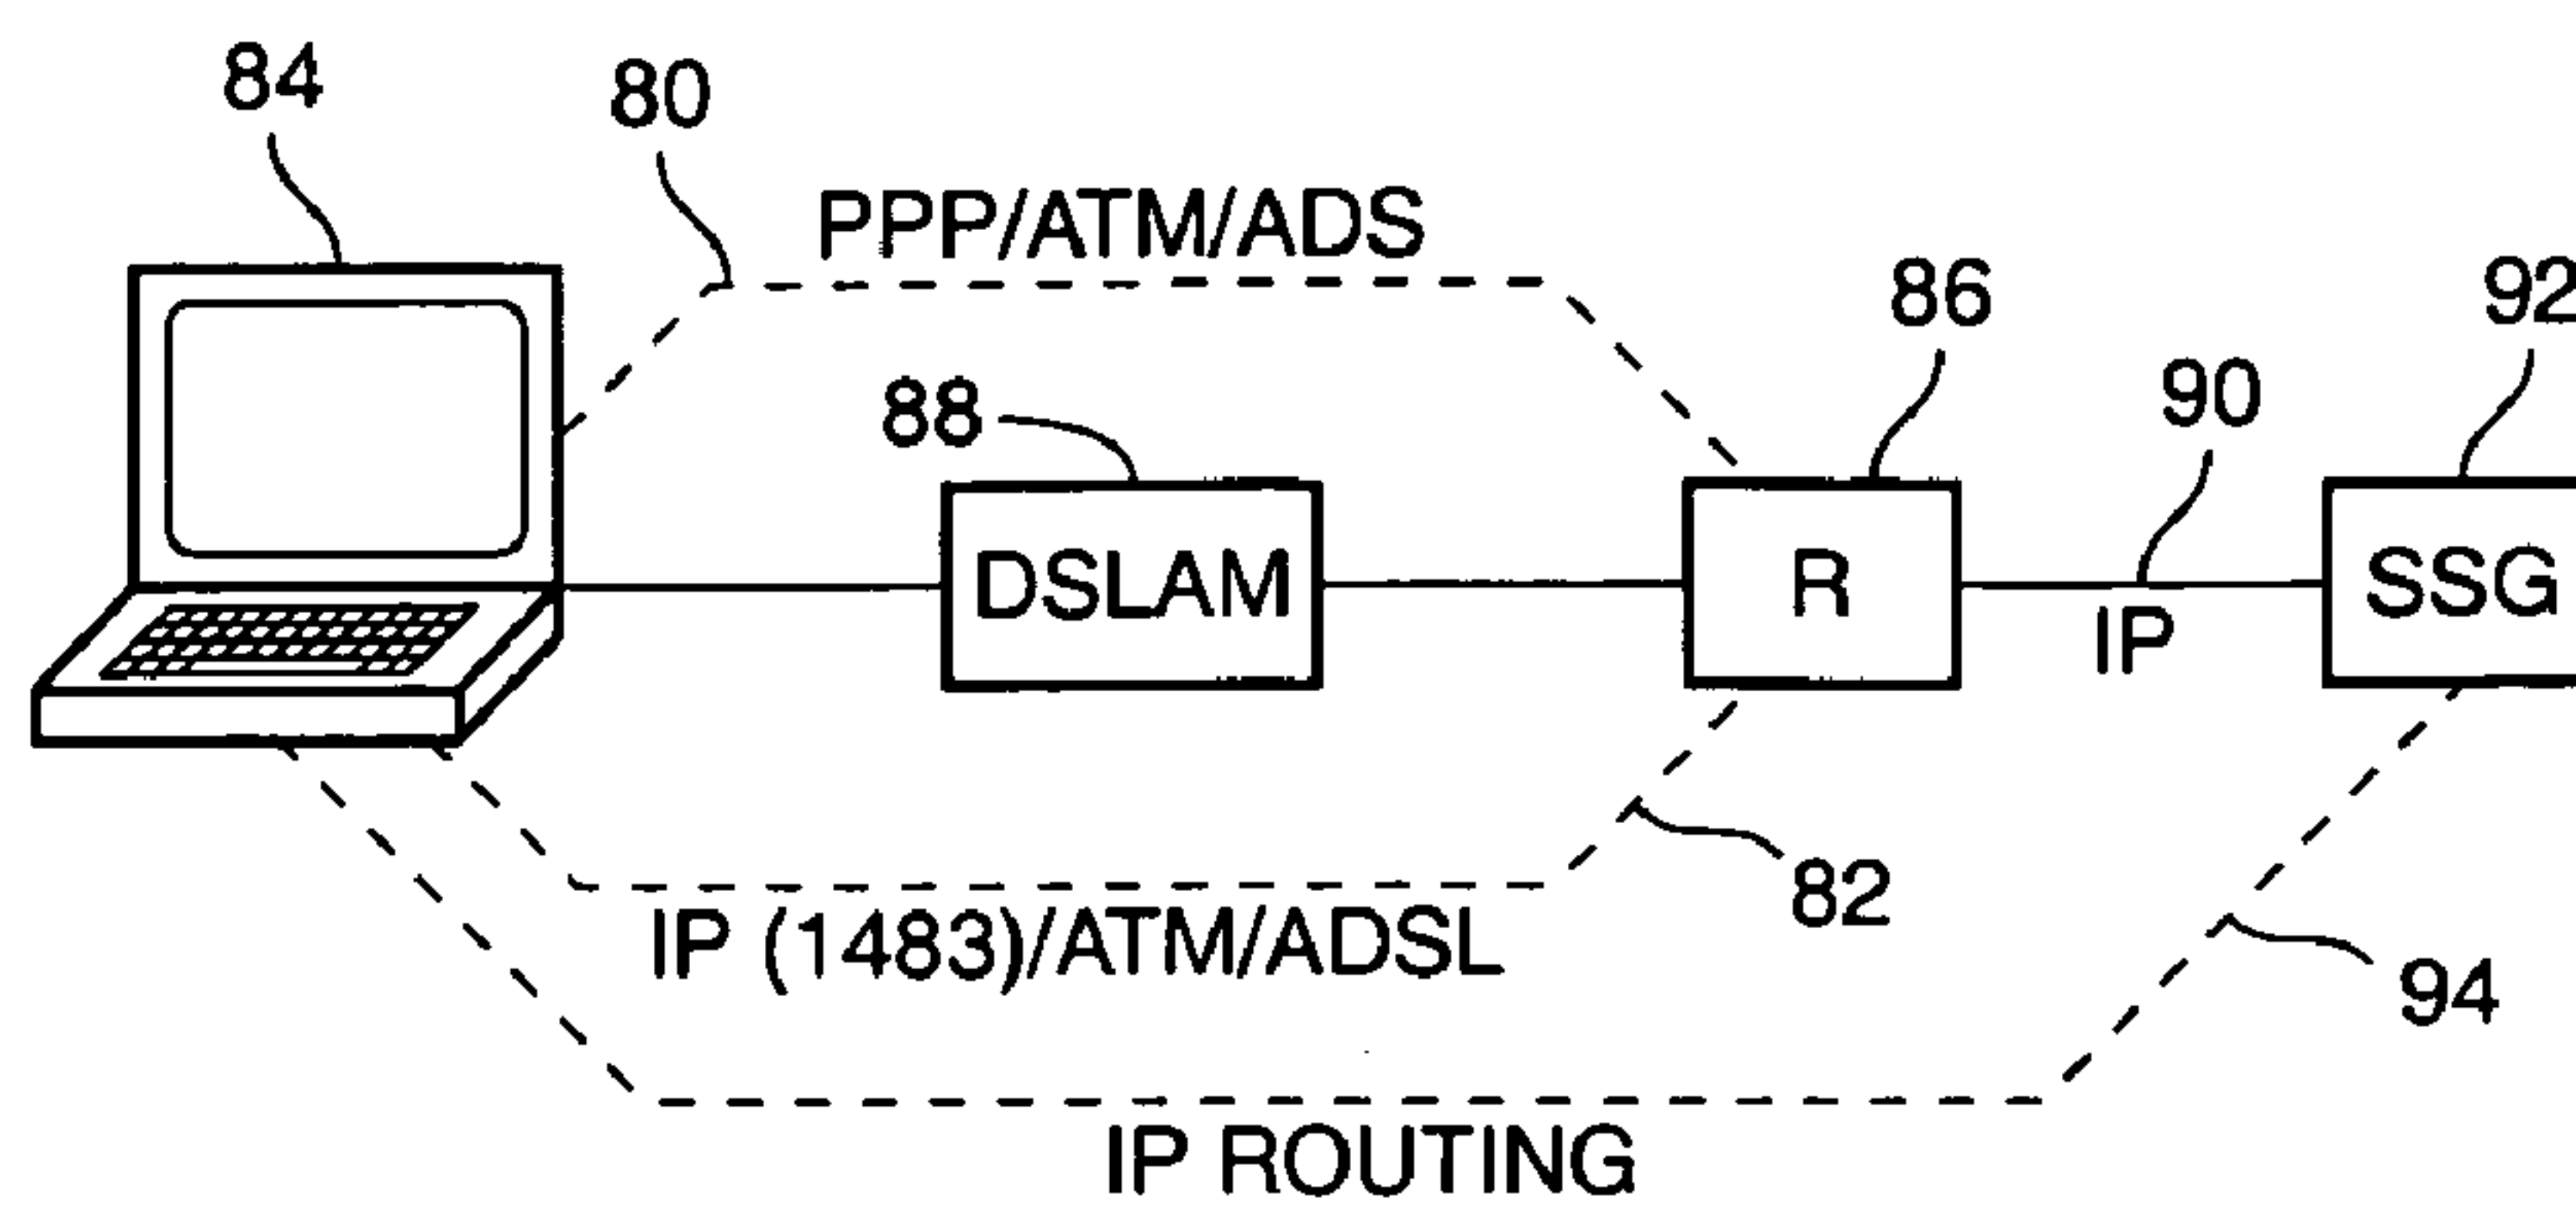 84
80
PPP/ATM/ADS
86
92
90
88
DSLAM
R
SSG
IP
82
IP (1483)/ATM/ADSL
94
IP ROUTING